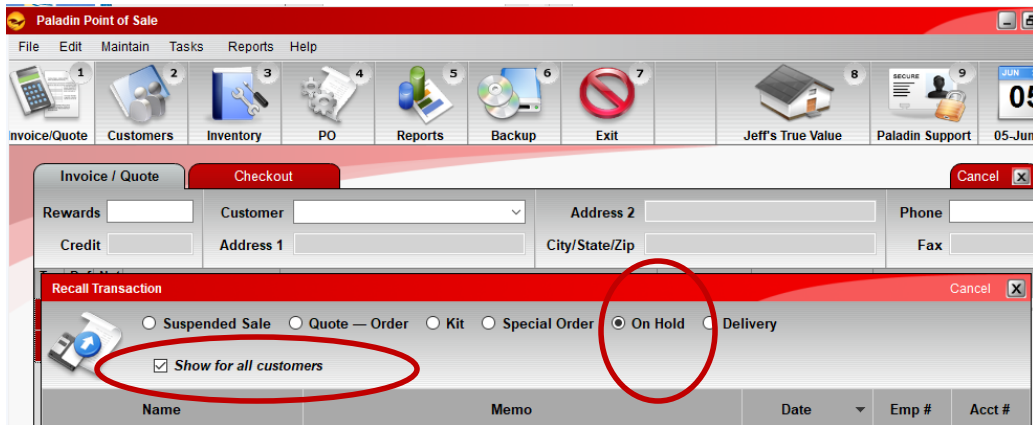 Paladin Point of Sale
File Edit Maintain Tasks Reports Help
1 2 3 4 5 6 7 8 SECURE 9 JUN
05
nvoice/Quote Customers Inventory PO Reports Backup Exit Jeff's True Value Paladin Support 05-Jun
Invoice / Quote Checkout Cancel
Rewards Customer Address 2 Phone
Credit Address 1 City/State/Zip Fax
Recall Transaction Cancel
Suspended Sale Quote — Order Kit Special Order On Hold Delivery
Show for all customers
Name Memo Date Emp # Acct #